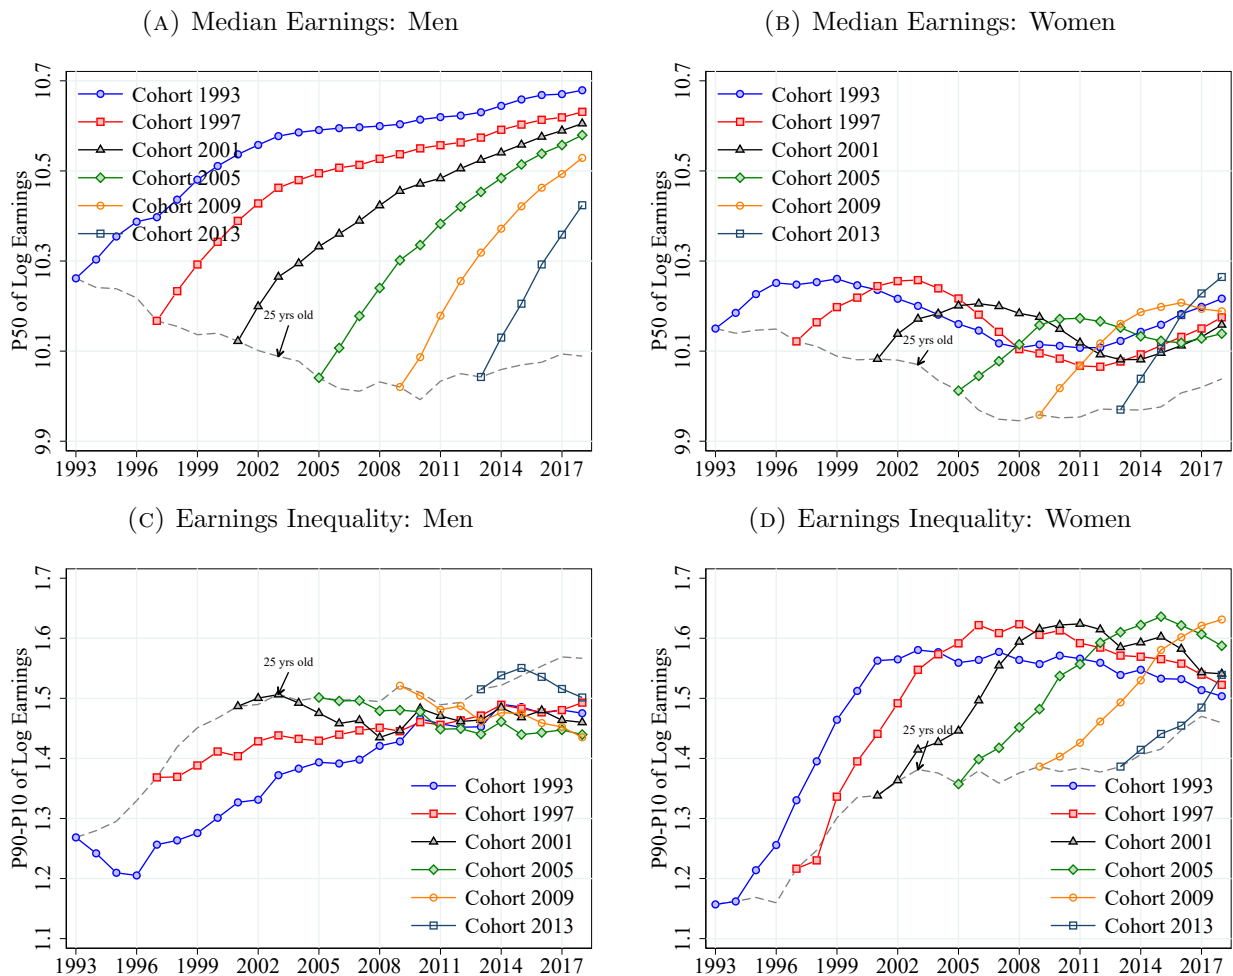 (A) Median Earnings: Men
P50 of Log Earnings
10.7
10.5
10.3
10.1
9.9
Cohort 1993
Cohort 1997
Cohort 2001
Cohort 2005
Cohort 2009
Cohort 2013
25 yrs old
1993 1996 1999 2002 2005 2008 2011 2014 2017
(B) Median Earnings: Women
P50 of Log Earnings
10.7
10.5
10.3
10.1
9.9
Cohort 1993
Cohort 1997
Cohort 2001
Cohort 2005
Cohort 2009
Cohort 2013
25 yrs old
1993 1996 1999 2002 2005 2008 2011 2014 2017
(C) Earnings Inequality: Men
P90-P10 of Log Earnings
1.7
1.6
1.5
1.4
1.3
1.2
1.1
25 yrs old
Cohort 1993
Cohort 1997
Cohort 2001
Cohort 2005
Cohort 2009
Cohort 2013
1993 1996 1999 2002 2005 2008 2011 2014 2017
(D) Earnings Inequality: Women
P90-P10 of Log Earnings
1.7
1.6
1.5
1.4
1.3
1.2
1.1
25 yrs old
Cohort 1993
Cohort 1997
Cohort 2001
Cohort 2005
Cohort 2009
Cohort 2013
1993 1996 1999 2002 2005 2008 2011 2014 2017